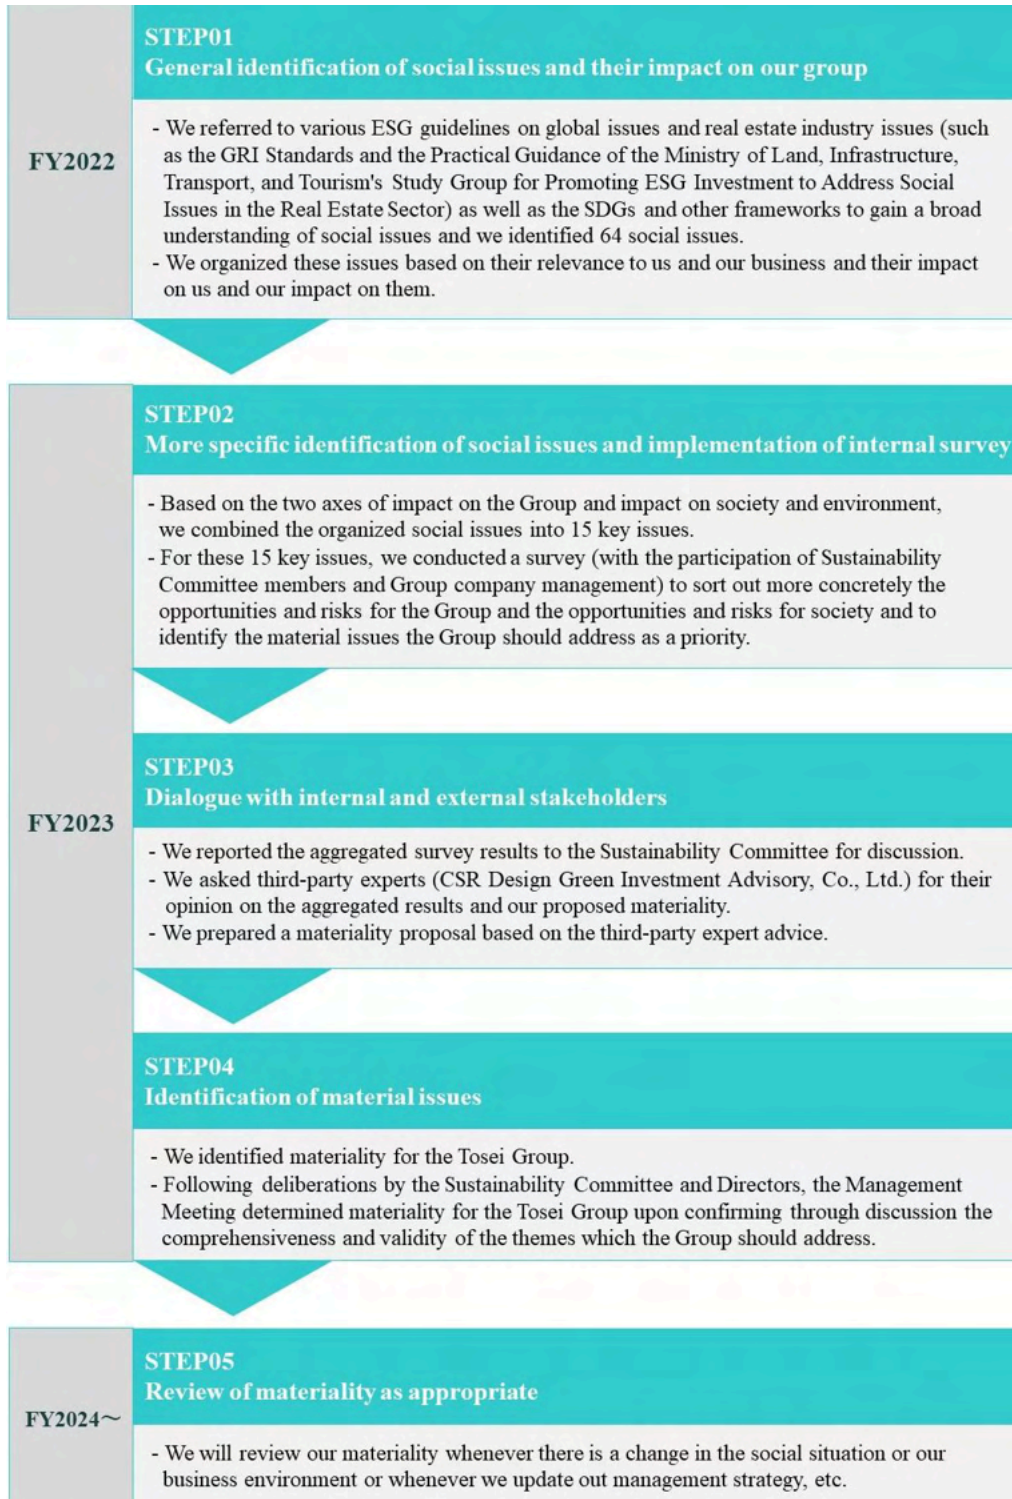 STEP01
General identification of social issues and their impact on our group
FY2022
- We referred to various ESG guidelines on global issues and real estate industry issues (such
as the GRI Standards and the Practical Guidance of the Ministry of Land, Infrastructure,
Transport, and Tourism's Study Group for Promoting ESG Investment to Address Social
Issues in the Real Estate Sector) as well as the SDGs and other frameworks to gain a broad
understanding of social issues and we identified 64 social issues.
- We organized these issues based on their relevance to us and our business and their impact
on us and our impact on them.
STEP02
More specific identification of social issues and implementation of internal survey
- Based on the two axes of impact on the Group and impact on society and environment,
we combined the organized social issues into 15 key issues.
- For these 15 key issues, we conducted a survey (with the participation of Sustainability
Committee members and Group company management) to sort out more concretely the
opportunities and risks for the Group and the opportunities and risks for society and to
identify the material issues the Group should address as a priority.
FY2023
STEP03
Dialogue with internal and external stakeholders
- We reported the aggregated survey results to the Sustainability Committee for discussion.
- We asked third-party experts (CSR Design Green Investment Advisory, Co., Ltd.) for their
opinion on the aggregated results and our proposed materiality.
- We prepared a materiality proposal based on the third-party expert advice.
STEP04
Identification of material issues
- We identified materiality for the Tosei Group.
- Following deliberations by the Sustainability Committee and Directors, the Management
Meeting determined materiality for the Tosei Group upon confirming through discussion the
comprehensiveness and validity of the themes which the Group should address.
STEP05
Review of materiality as appropriate
FY2024~
- We will review our materiality whenever there is a change in the social situation or our
business environment or whenever we update out management strategy, etc.